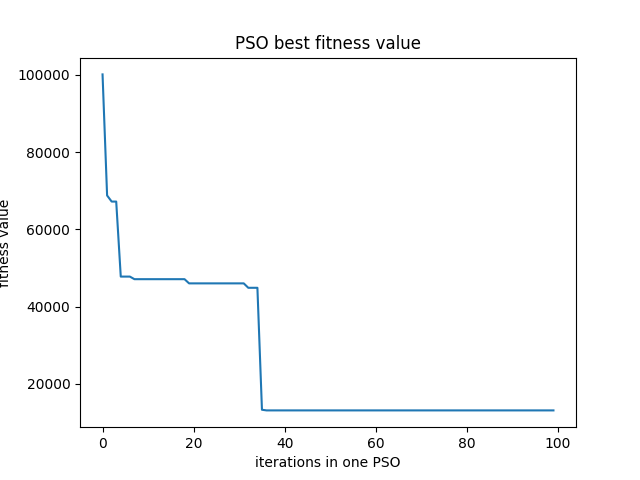 PSO best fitness value
100000
80000
60000
40000
20000
fitness value
0 20 40 60 80 100
iterations in one PSO